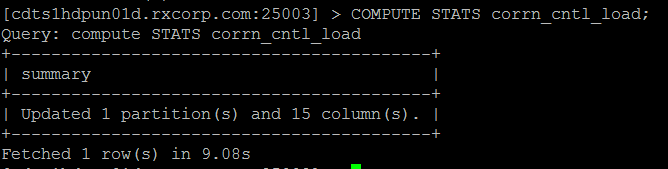 [cdts1hdpun01d.rxcorp.com:25003] > COMPUTE STATS corrn_cntl_load;
Query: compute STATS corrn_cntl_load
+-----------------------------------------+
| summary                                 |
+-----------------------------------------+
| Updated 1 partition(s) and 15 column(s). |
+-----------------------------------------+
Fetched 1 row(s) in 9.08s